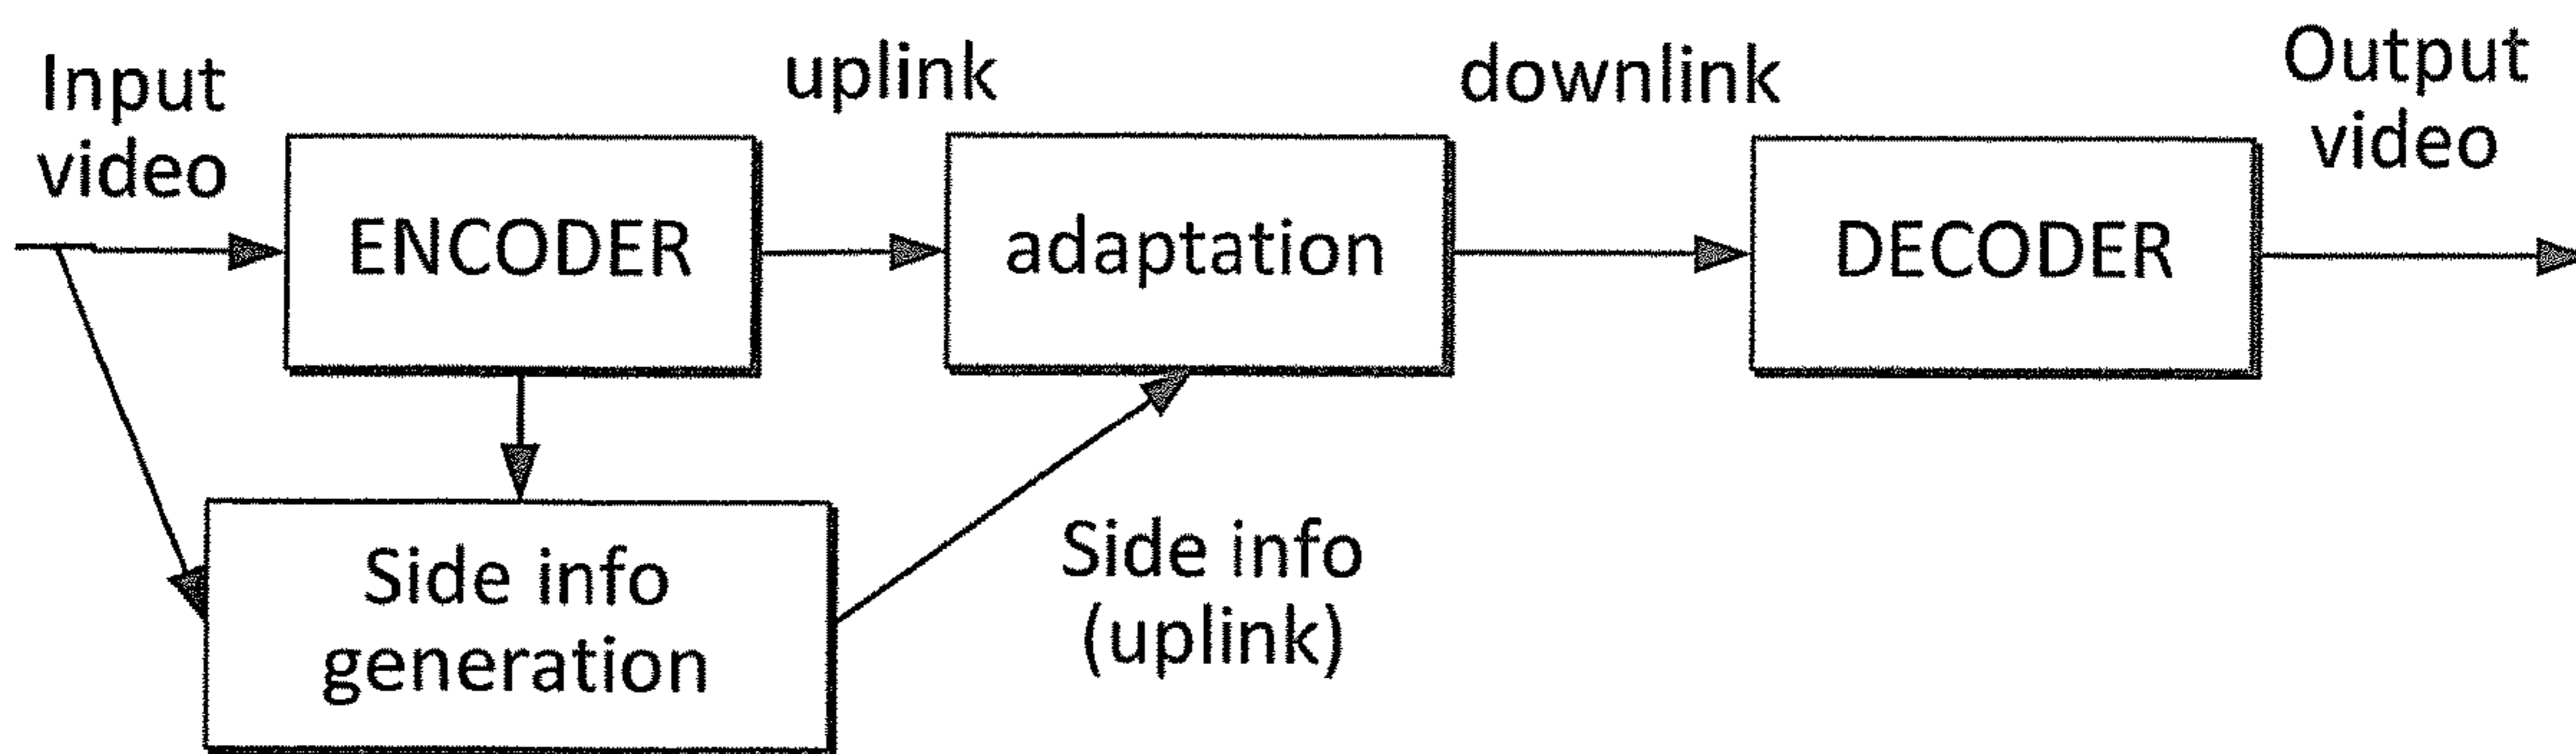 Input
video
uplink
downlink
Output
video
ENCODER
adaptation
DECODER
Side info
generation
Side info
(uplink)